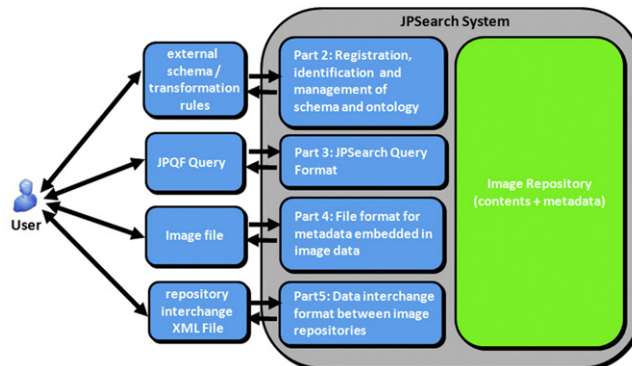 JPSearch System
external
schema /
transformation
rules
Part 2: Registration,
identification and
management of
schema and ontology
JPQF Query
Part 3: JPSearch Query
Format
Image Repository
(contents + metadata)
User
Image file
Part 4: File format for
metadata embedded in
image data
repository
interchange
XML File
Part5: Data interchange
format between image
repositories